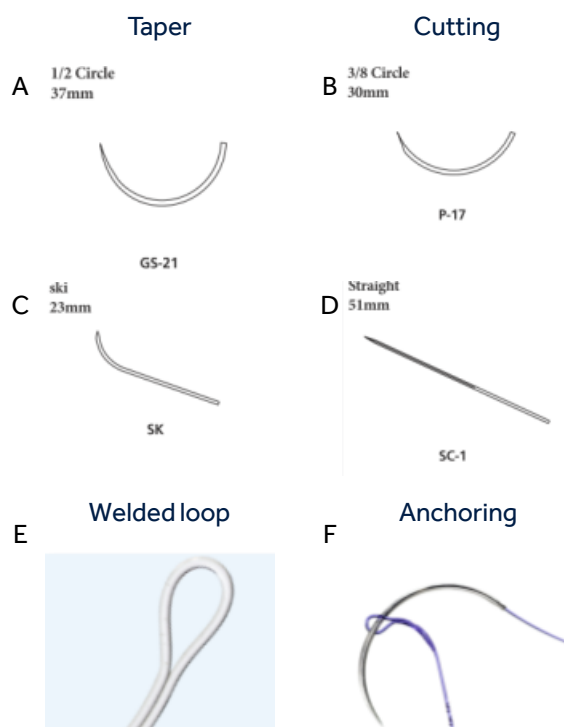 Taper
Cutting
A
1/2 Circle
37mm
B
3/8 Circle
30mm
P-17
GS-21
C
ski
23mm
D
Straight
51mm
SK
SC-1
Welded loop
Anchoring
E
F